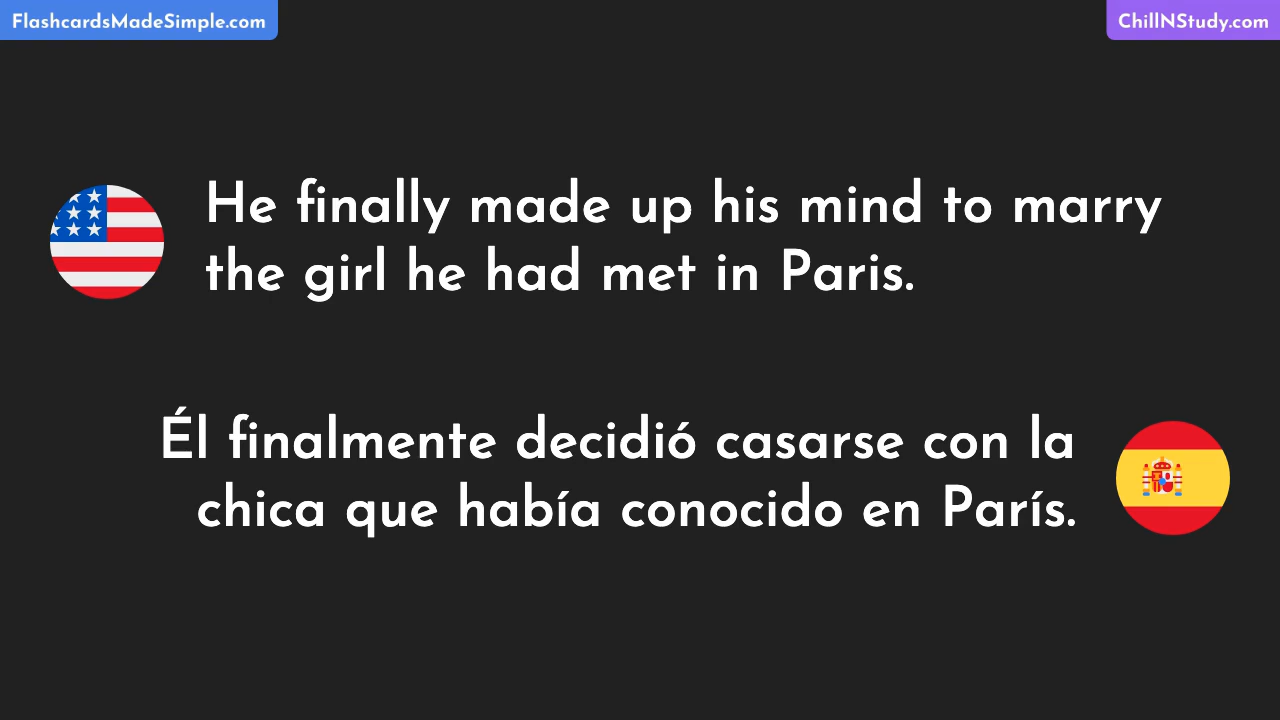 FlashcardsMadeSimple.com
ChillNStudy.com
He finally made up his mind to marry
the girl he had met in Paris.
Él finalmente decidió casarse con la
chica que había conocido en París.